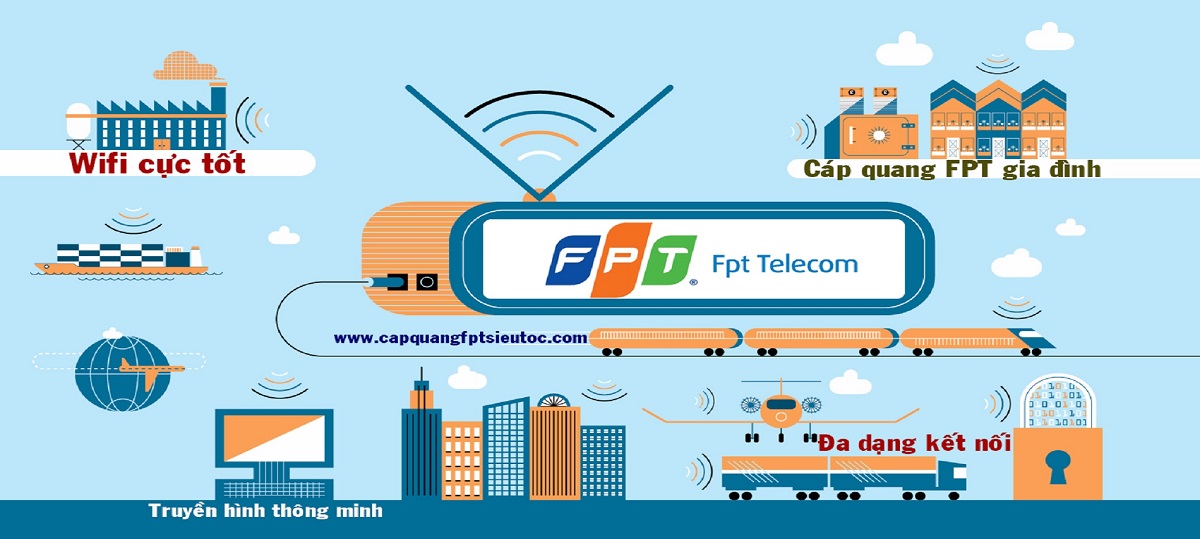 Wifi cực tốt
Cáp quang FPT gia đình
FPT®
Fpt Telecom
www.capquangfptsieutoc.com
Đa dạng kết nối
Truyền hình thông minh